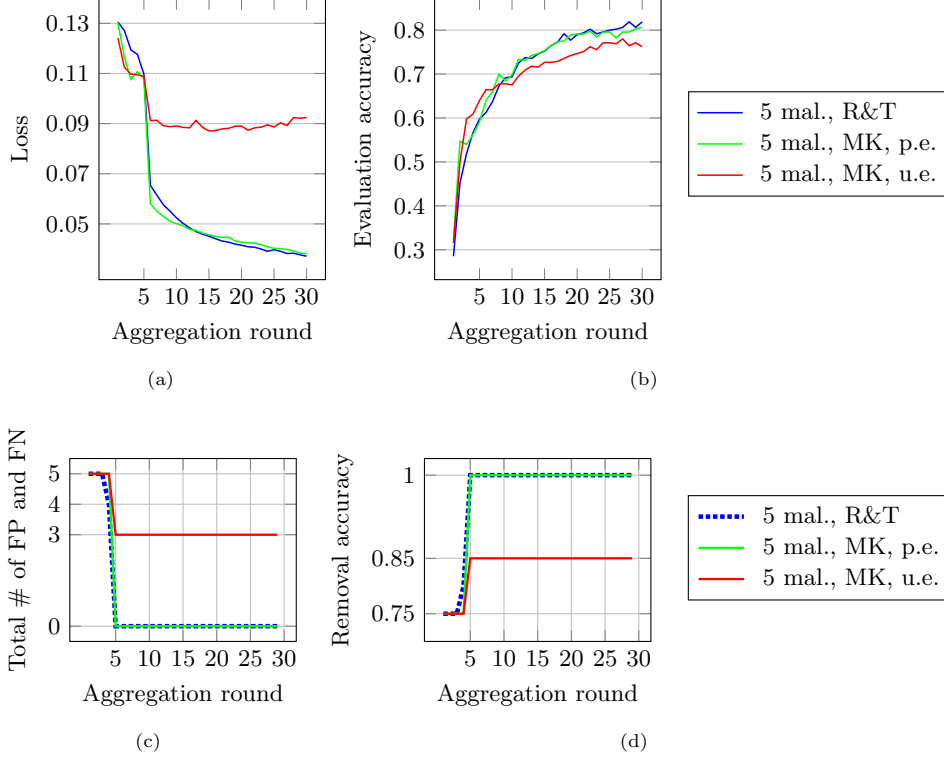 0.13
0.11
0.09
0.07
0.05
Loss
5 10 15 20 25 30
Aggregation round
(a)
0.8
0.7
0.6
0.5
0.4
0.3
Evaluation accuracy
5 10 15 20 25 30
Aggregation round
(b)
5 mal., R&T
5 mal., MK, p.e.
5 mal., MK, u.e.
5
4
3
0
Total # of FP and FN
5 10 15 20 25 30
Aggregation round
(c)
1
0.85
0.75
Removal accuracy
5 10 15 20 25 30
Aggregation round
(d)
5 mal., R&T
5 mal., MK, p.e.
5 mal., MK, u.e.